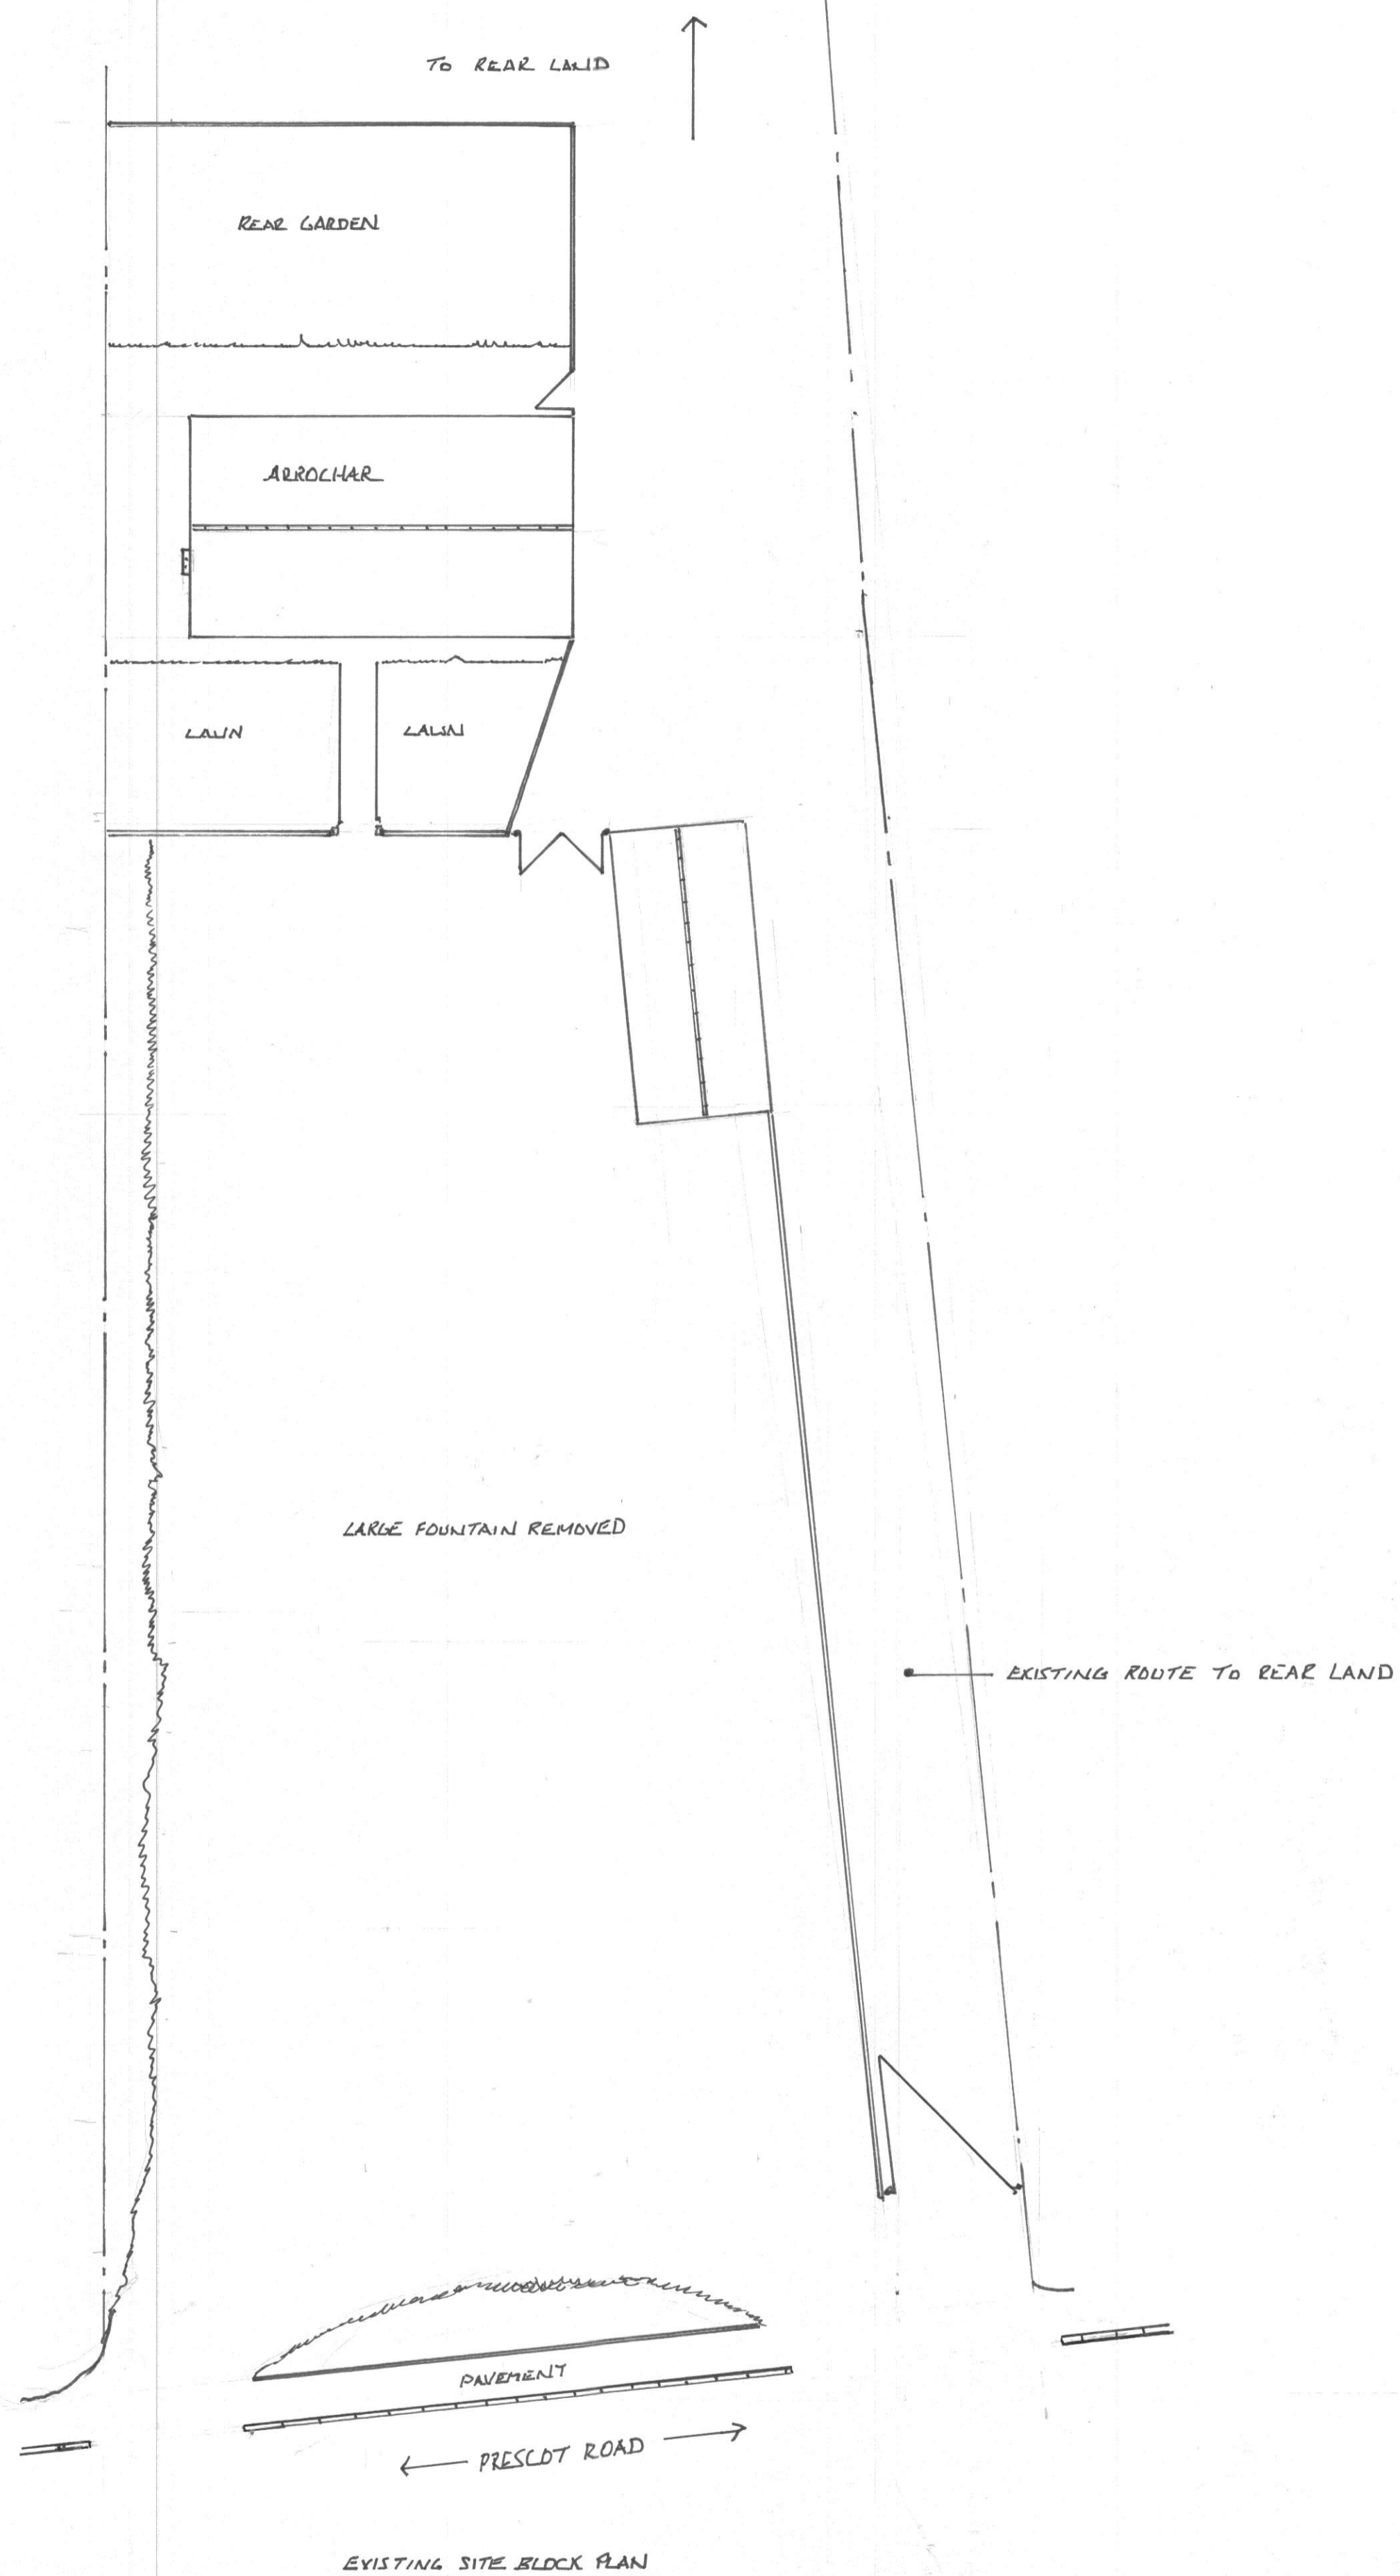 TO REAR LAND
REAR GARDEN
ARROCHAR
LAWN
LAWN
LARGE FOUNTAIN REMOVED
EXISTING ROUTE TO REAR LAND
PAVEMENT
PRESCOT ROAD
EXISTING SITE BLOCK PLAN